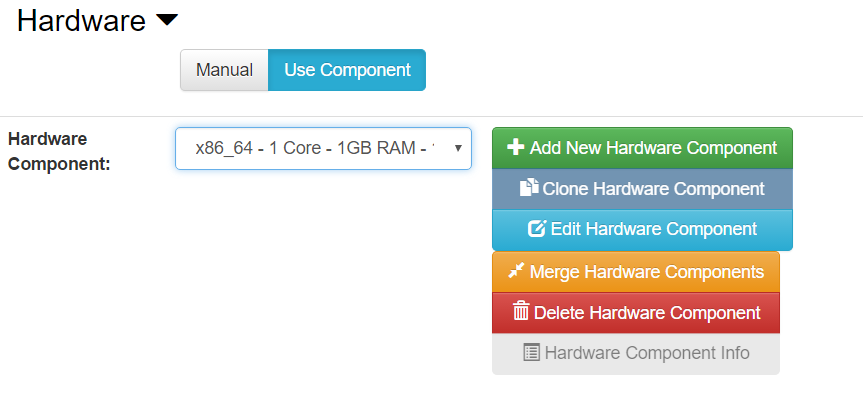 Hardware
Manual Use Component
Hardware
Component:
x86_64 - 1 Core - 1GB RAM -
Add New Hardware Component
Clone Hardware Component
Edit Hardware Component
Merge Hardware Components
Delete Hardware Component
Hardware Component Info